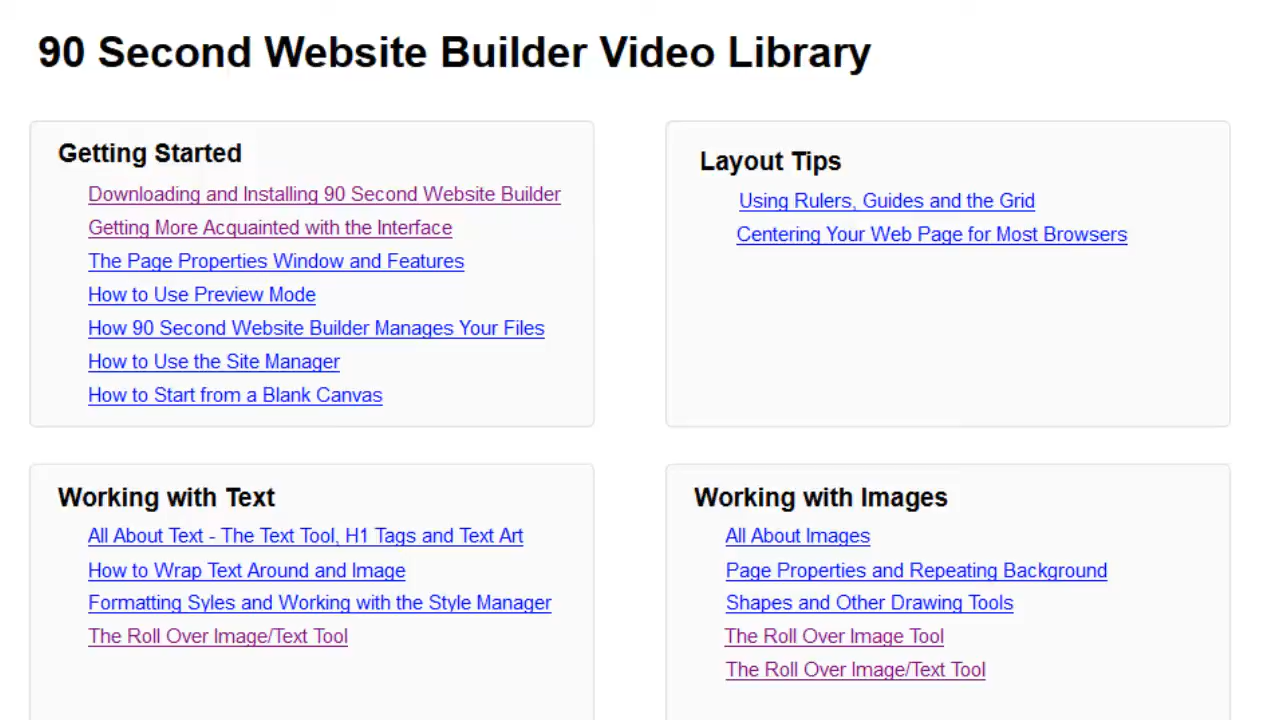 90 Second Website Builder Video Library
Getting Started
Downloading and Installing 90 Second Website Builder
Getting More Acquainted with the Interface
The Page Properties Window and Features
How to Use Preview Mode
How 90 Second Website Builder Manages Your Files
How to Use the Site Manager
How to Start from a Blank Canvas
Layout Tips
Using Rulers, Guides and the Grid
Centering Your Web Page for Most Browsers
Working with Text
All About Text - The Text Tool, H1 Tags and Text Art
How to Wrap Text Around and Image
Formatting Syles and Working with the Style Manager
The Roll Over Image/Text Tool
Working with Images
All About Images
Page Properties and Repeating Background
Shapes and Other Drawing Tools
The Roll Over Image Tool
The Roll Over Image/Text Tool